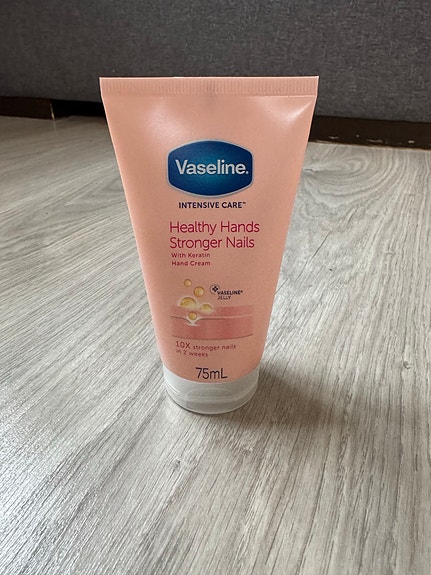 Vaseline.
INTENSIVE CARE™
Healthy Hands
Stronger Nails
With Keratin
Hand Cream
VASELINE®
JELLY
10X stronger nails
in 2 weeks
75mL